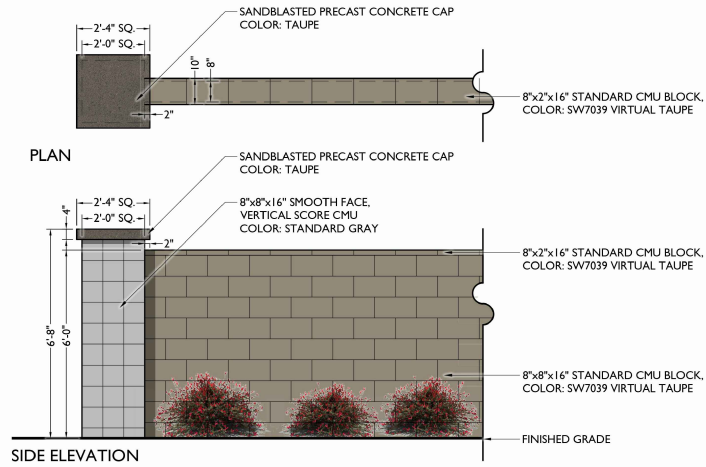 SANDBLASTED PRECAST CONCRETE CAP
COLOR: TAUPE
2'-4" SQ.
2'-0" SQ.
10"
8"
8"x2"x16" STANDARD CMU BLOCK,
COLOR: SW7039 VIRTUAL TAUPE
2"
PLAN
SANDBLASTED PRECAST CONCRETE CAP
COLOR: TAUPE
2'-4" SQ.
2'-0" SQ.
4"
8"x8"x16" SMOOTH FACE,
VERTICAL SCORE CMU
COLOR: STANDARD GRAY
2"
8"x2"x16" STANDARD CMU BLOCK,
COLOR: SW7039 VIRTUAL TAUPE
6'-8"
6'-0"
8"x8"x16" STANDARD CMU BLOCK,
COLOR: SW7039 VIRTUAL TAUPE
FINISHED GRADE
SIDE ELEVATION